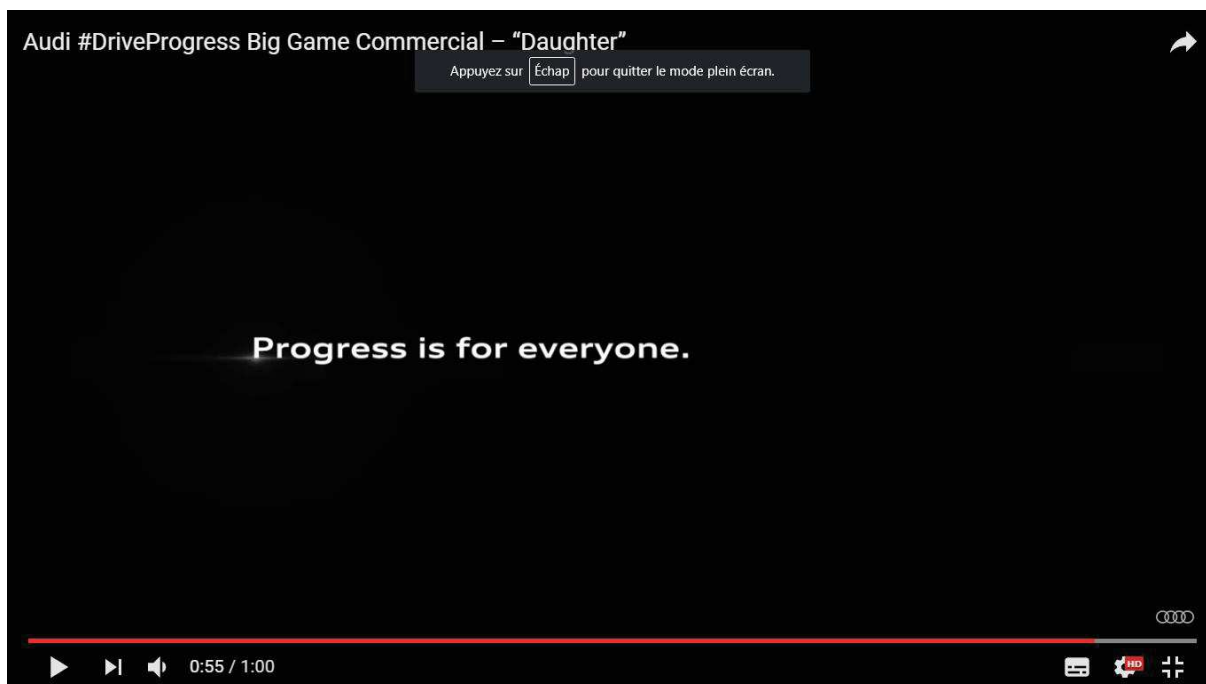 Audi #DriveProgress Big Game Commercial – “Daughter”
Appuyez sur Échap pour quitter le mode plein écran.
Progress is for everyone.
0:55 / 1:00
HD